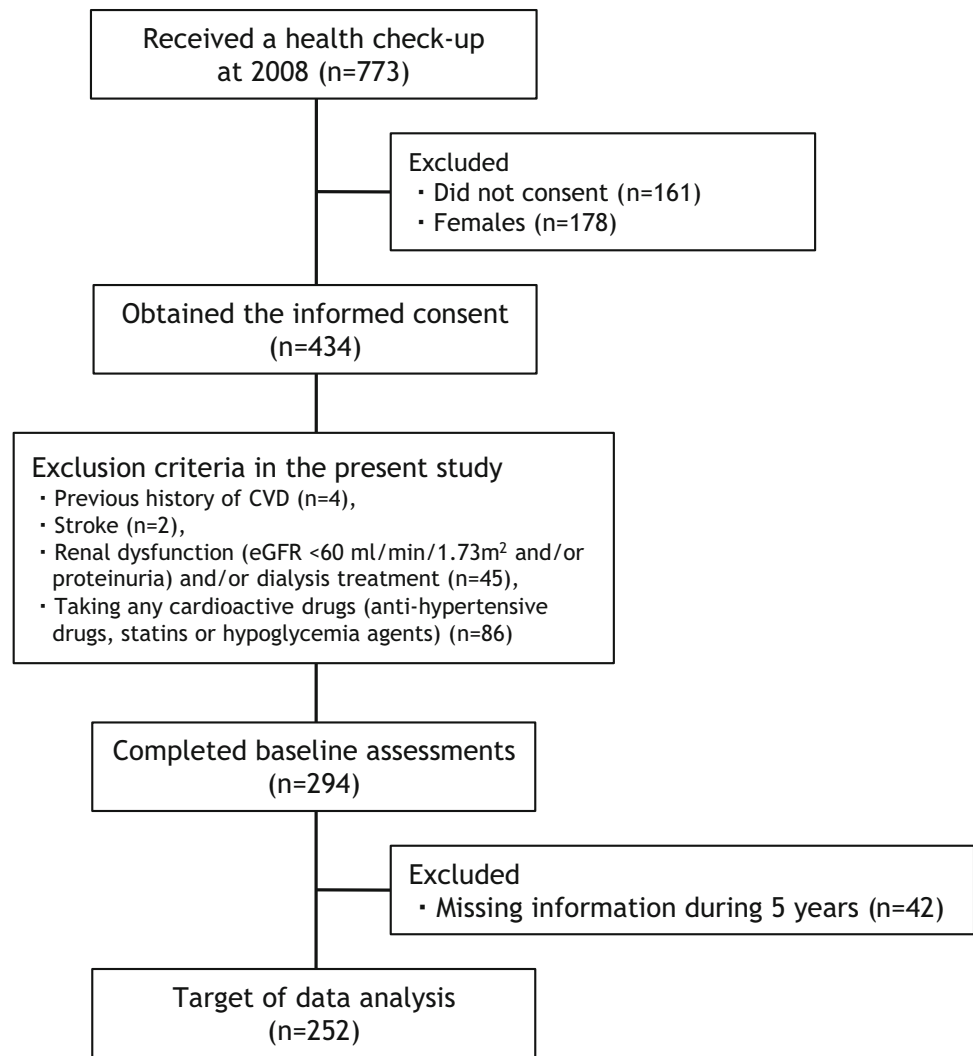 Received a health check-up
at 2008 (n=773)
Excluded
・Did not consent (n=161)
・Females (n=178)
Obtained the informed consent
(n=434)
Exclusion criteria in the present study
・Previous history of CVD (n=4),
・Stroke (n=2),
・Renal dysfunction (eGFR <60 ml/min/1.73m² and/or
proteinuria) and/or dialysis treatment (n=45),
・Taking any cardioactive drugs (anti-hypertensive
drugs, statins or hypoglycemia agents) (n=86)
Completed baseline assessments
(n=294)
Excluded
・Missing information during 5 years (n=42)
Target of data analysis
(n=252)